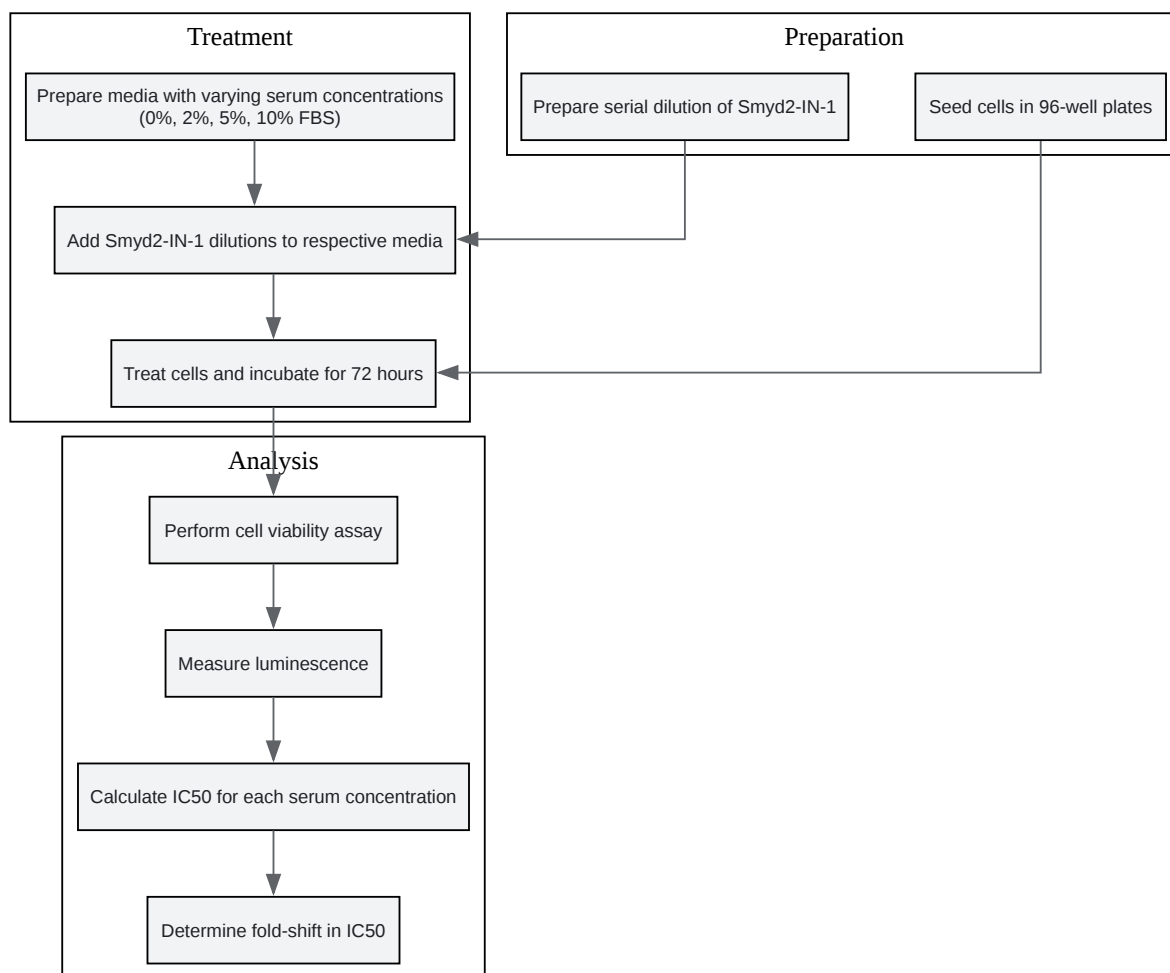 Treatment
Prepare media with varying serum concentrations
(0%, 2%, 5%, 10% FBS)
Add Smyd2-IN-1 dilutions to respective media
Treat cells and incubate for 72 hours
Preparation
Prepare serial dilution of Smyd2-IN-1
Seed cells in 96-well plates
Analysis
Perform cell viability assay
Measure luminescence
Calculate IC50 for each serum concentration
Determine fold-shift in IC50